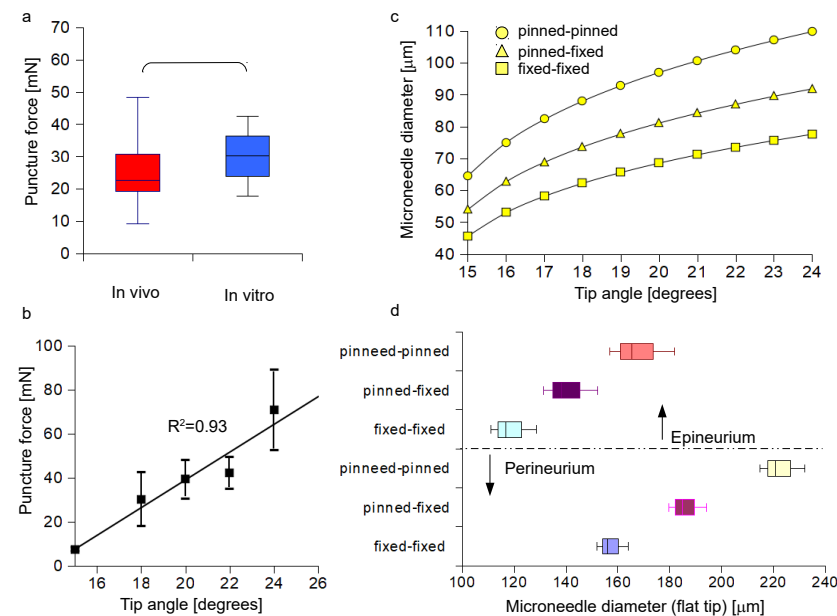 a
Puncture force [mN]
70
60
50
40
30
20
10
0
In vivo
In vitro
b
Puncture force [mN]
100
80
60
40
20
0
R²=0.93
16 18 20 22 24 26
Tip angle [degrees]
c
Microneedle diameter [µm]
pinned-pinned
pinned-fixed
fixed-fixed
110
100
90
80
70
60
50
40
15 16 17 18 19 20 21 22 23 24
Tip angle [degrees]
d
pinneed-pinned
pinned-fixed
fixed-fixed
Epineurium
pinneed-pinned
Perineurium
pinned-fixed
fixed-fixed
100 120 140 160 180 200 220 240
Microneedle diameter (flat tip) [µm]